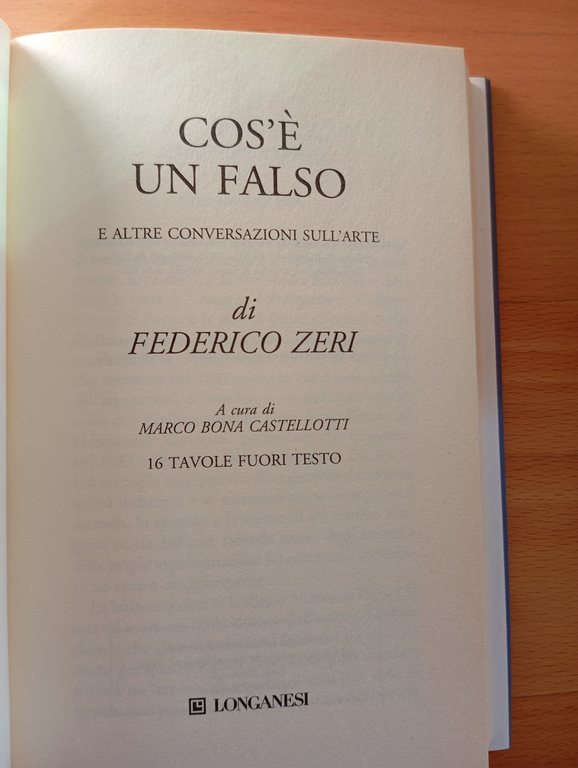 COS'È
UN FALSO
E ALTRE CONVERSAZIONI SULL'ARTE
di
FEDERICO ZERI
A cura di
MARCO BONA CASTELLOTTI
16 TAVOLE FUORI TESTO
LONGANESI